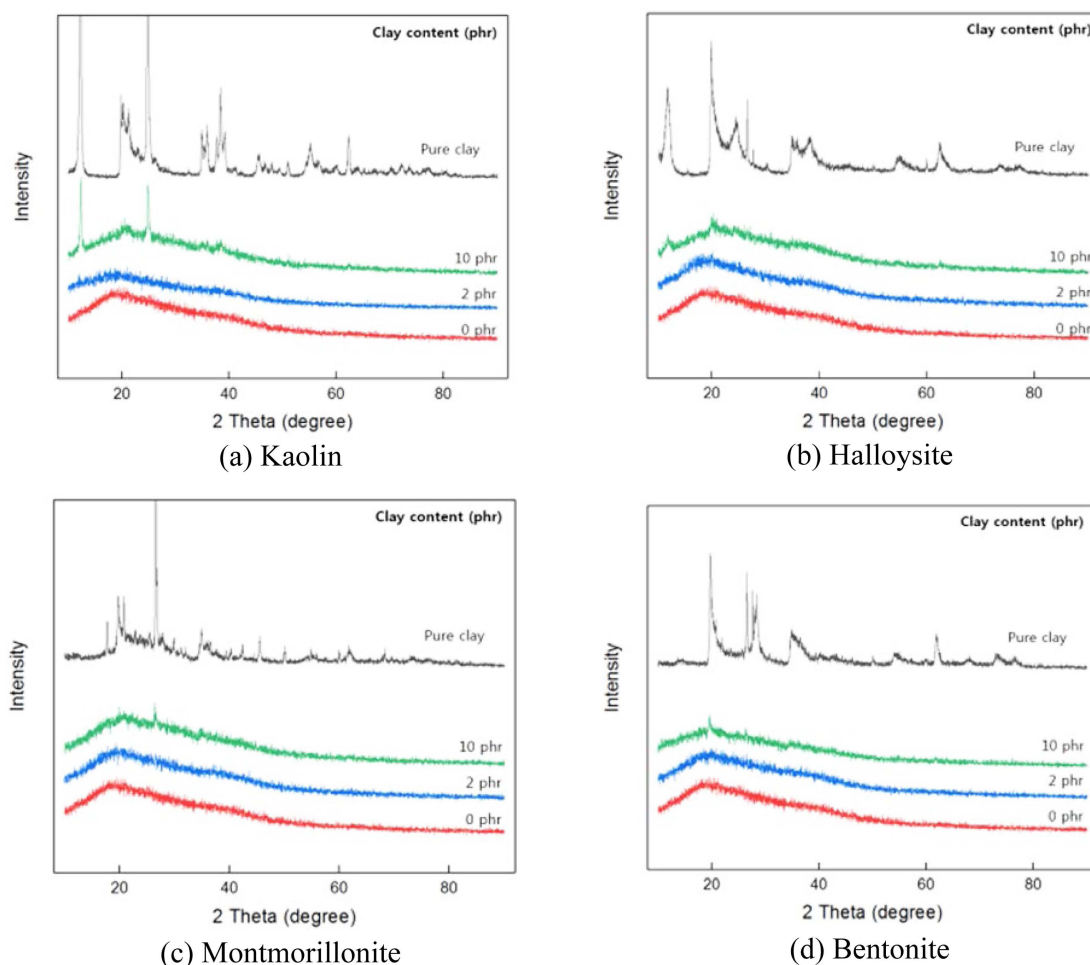 Clay content (phr)
Pure clay
10 phr
2 phr
0 phr
Intensity
20 40 60 80
2 Theta (degree)
(a) Kaolin
Clay content (phr)
Pure clay
10 phr
2 phr
0 phr
Intensity
20 40 60 80
2 Theta (degree)
(b) Halloysite
Clay content (phr)
Pure clay
10 phr
2 phr
0 phr
Intensity
20 40 60 80
2 Theta (degree)
(c) Montmorillonite
Clay content (phr)
Pure clay
10 phr
2 phr
0 phr
Intensity
20 40 60 80
2 Theta (degree)
(d) Bentonite